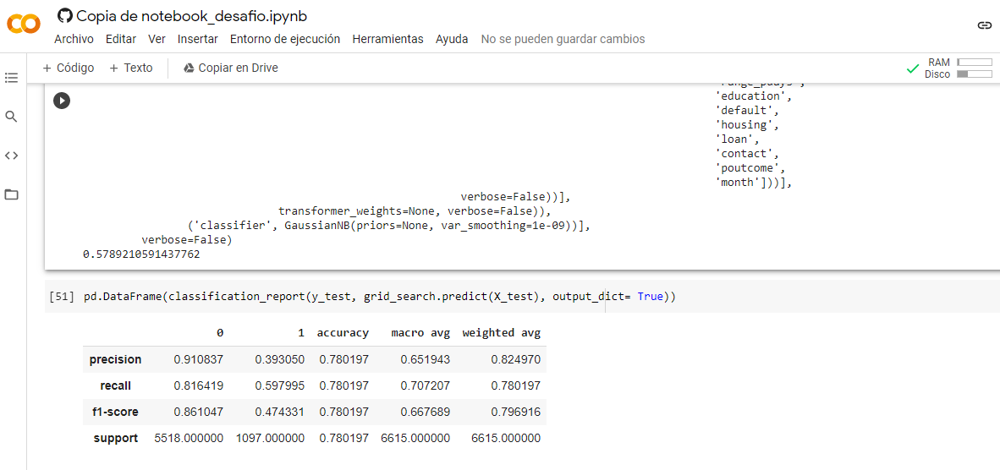 Copia de notebook_desafio.ipynb
Archivo Editar Ver Insertar Entorno de ejecución Herramientas Ayuda No se pueden guardar cambios
+ Código + Texto Copiar en Drive
RAM
Disco
'range_pdays',
'education',
'default',
'housing',
'loan',
'contact',
'poutcome',
'month']))],
verbose=False))],
transformer_weights=None, verbose=False)),
('classifier', GaussianNB(priors=None, var_smoothing=1e-09))],
verbose=False)
0.5789210591437762
[51] pd.DataFrame(classification_report(y_test, grid_search.predict(X_test), output_dict= True))
0 1 accuracy macro avg weighted avg
precision 0.910837 0.393050 0.780197 0.651943 0.824970
recall 0.816419 0.597995 0.780197 0.707207 0.780197
f1-score 0.861047 0.474331 0.780197 0.667689 0.796916
support 5518.000000 1097.000000 0.780197 6615.000000 6615.000000